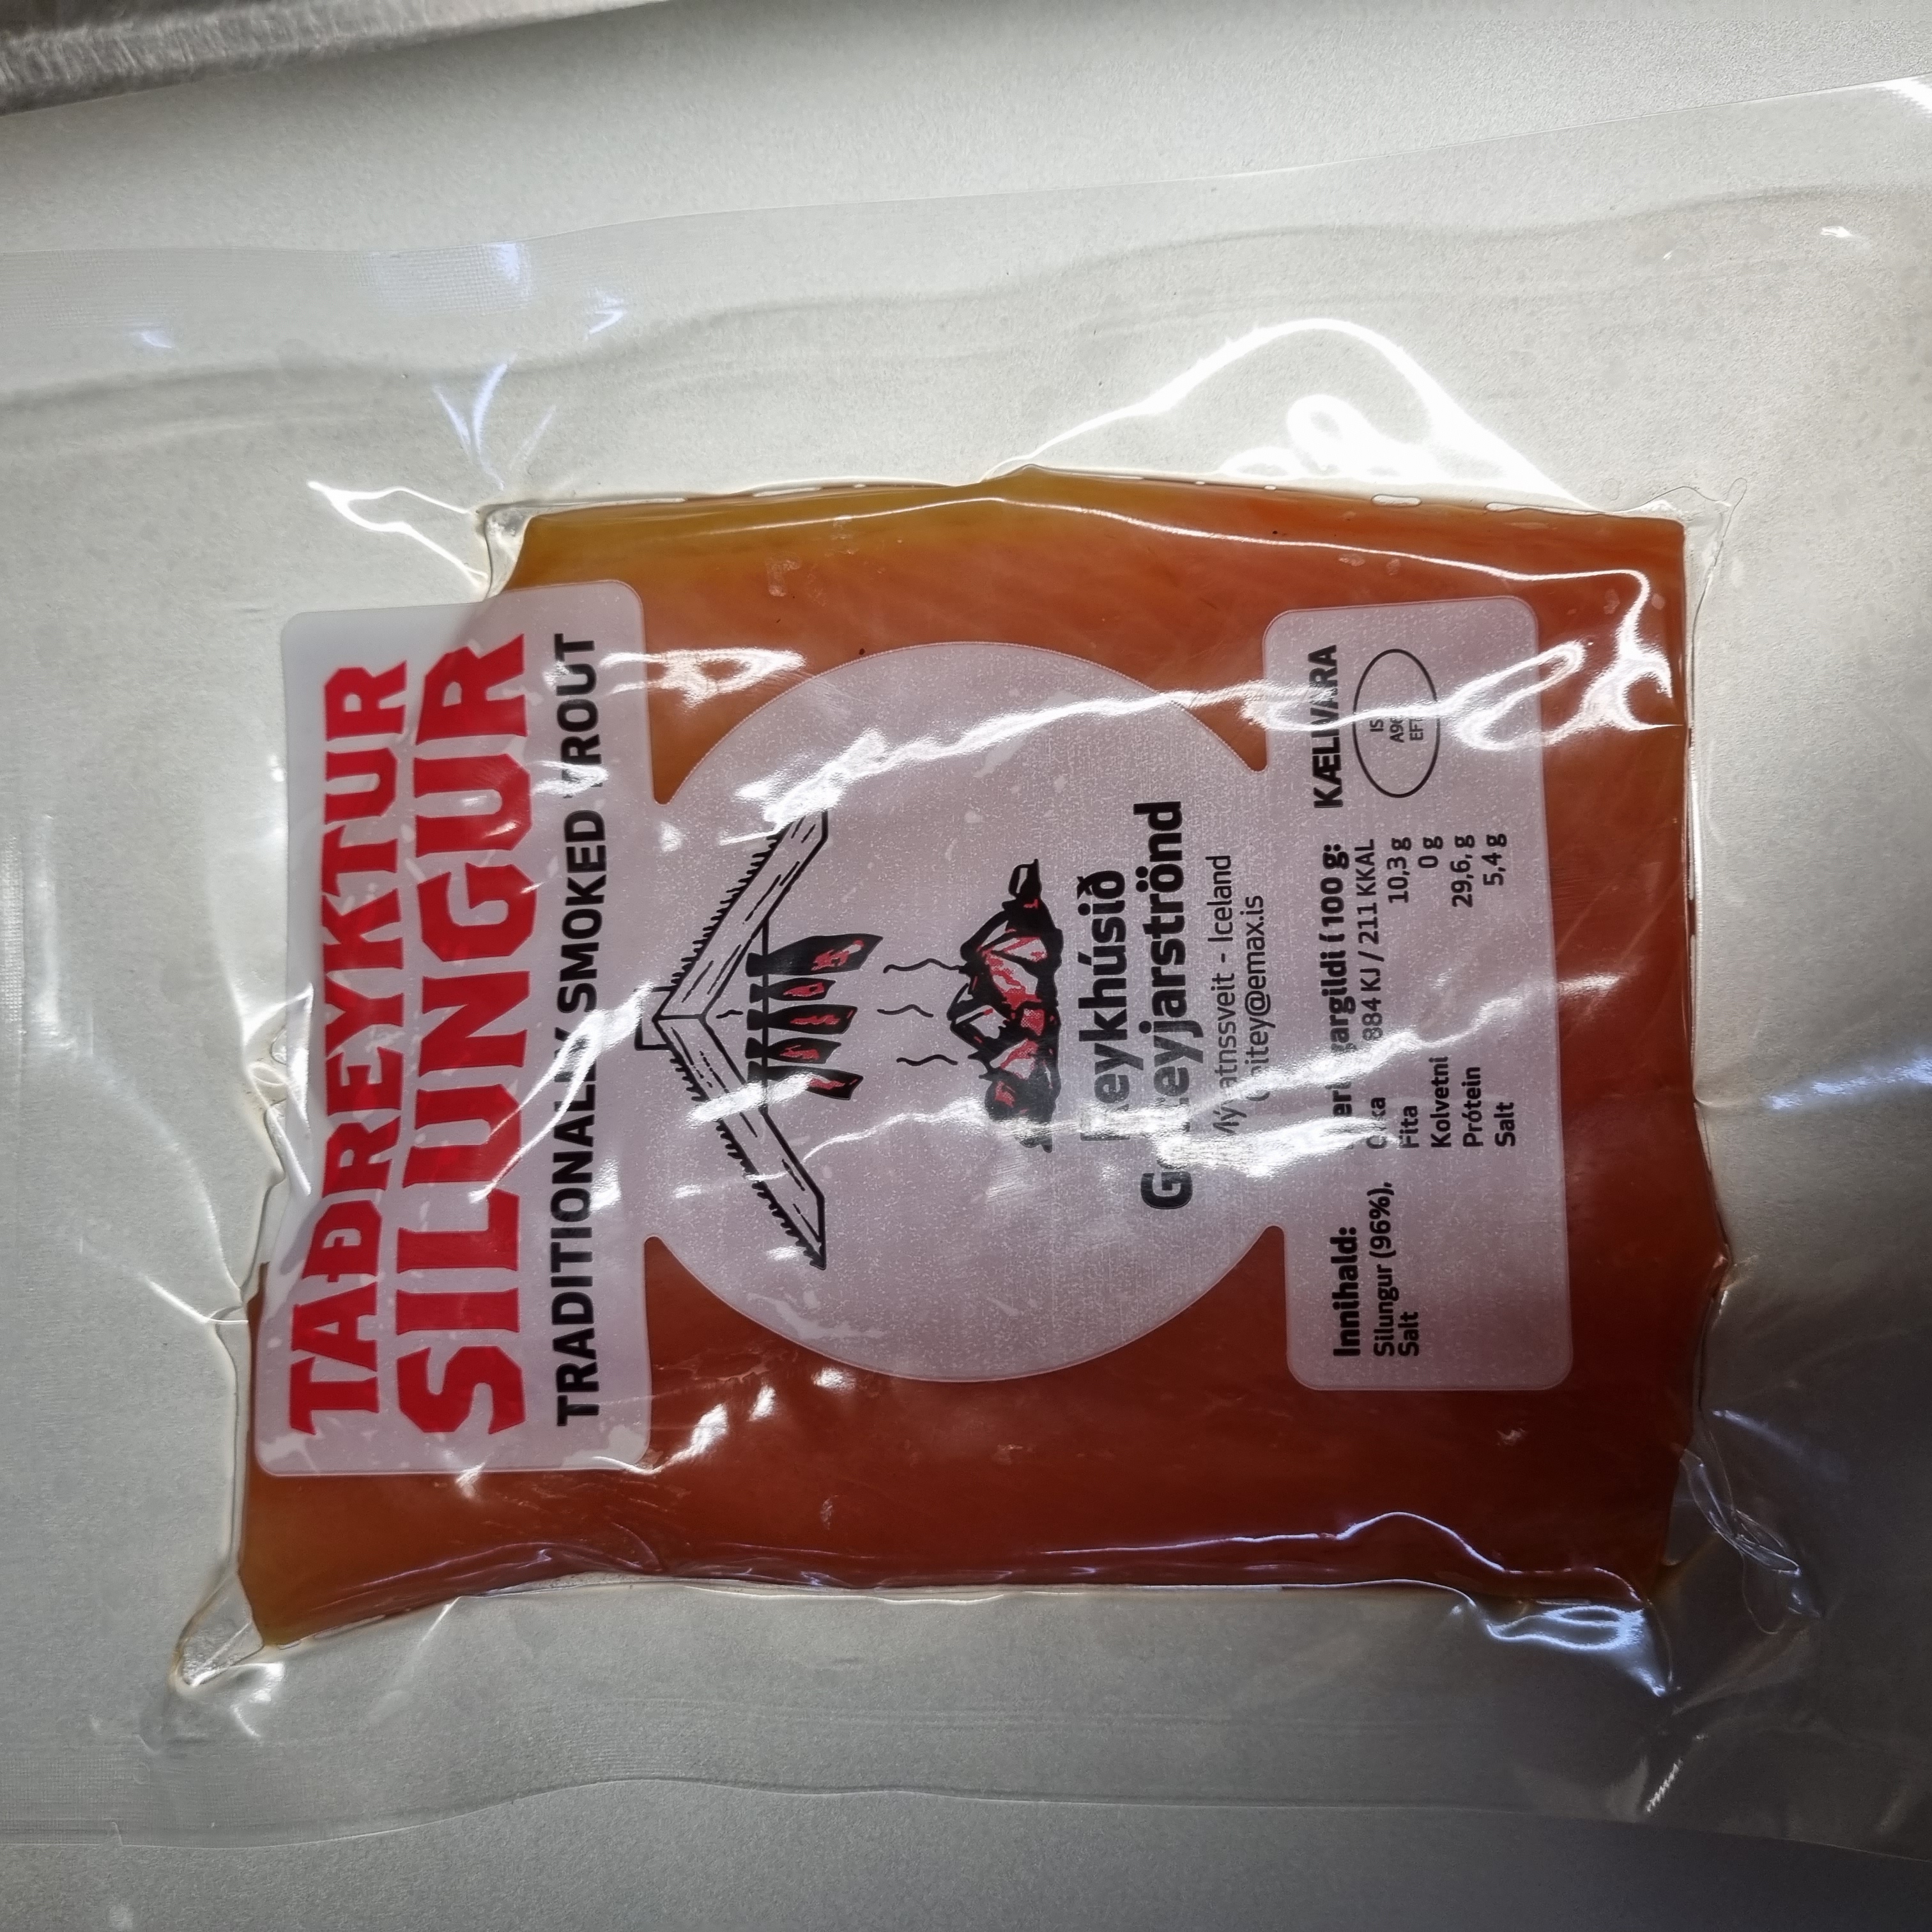 TAÐREYKTUR
SILUNGUR
TRADITIONALLY SMOKED TROUT
Reykhúsið
Geiteyjarströnd
Mývatnssveit - Iceland
Geitey@emax.is
Innihald:
Silungur (96%),
Salt
Næringargildi (100 g:
Orka 884 KJ / 211 KKAL
Fita 10,3 g
Kolvetni 0 g
Prótein 29,6, g
Salt 5,4 g
KÆLIVARA
IS